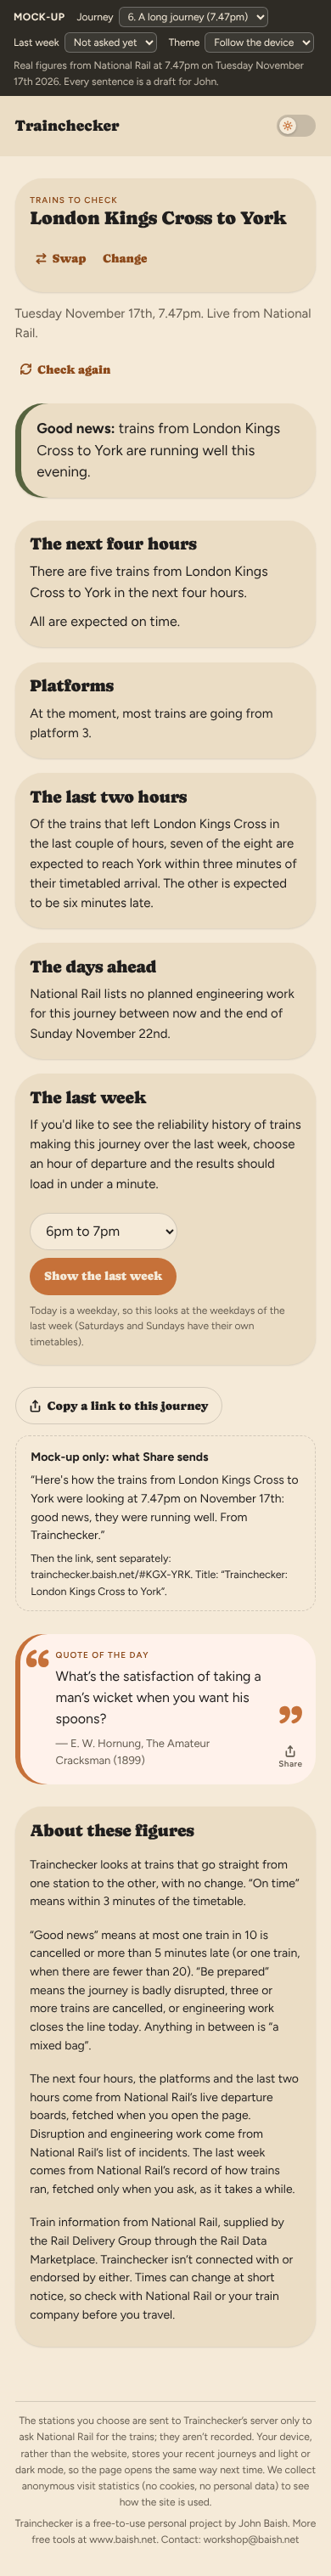 MOCK-UP Journey 6. A long journey (7.47pm)
Last week Not asked yet Theme Follow the device
Real figures from National Rail at 7.47pm on Tuesday November
17th 2026. Every sentence is a draft for John.
Trainchecker
TRAINS TO CHECK
London Kings Cross to York
Swap Change
Tuesday November 17th, 7.47pm. Live from National
Rail.
Check again
Good news: trains from London Kings
Cross to York are running well this
evening.
The next four hours
There are five trains from London Kings
Cross to York in the next four hours.
All are expected on time.
Platforms
At the moment, most trains are going from
platform 3.
The last two hours
Of the trains that left London Kings Cross in
the last couple of hours, seven of the eight are
expected to reach York within three minutes of
their timetabled arrival. The other is expected
to be six minutes late.
The days ahead
National Rail lists no planned engineering work
for this journey between now and the end of
Sunday November 22nd.
The last week
If you'd like to see the reliability history of trains
making this journey over the last week, choose
an hour of departure and the results should
load in under a minute.
6pm to 7pm
Show the last week
Today is a weekday, so this looks at the weekdays of the
last week (Saturdays and Sundays have their own
timetables).
Copy a link to this journey
Mock-up only: what Share sends
“Here's how the trains from London Kings Cross to
York were looking at 7.47pm on November 17th:
good news, they were running well. From
Trainchecker.”
Then the link, sent separately:
trainchecker.baish.net/#KGX-YRK. Title: “Trainchecker:
London Kings Cross to York”.
“
QUOTE OF THE DAY
What's the satisfaction of taking a
man's wicket when you want his
spoons?
”
— E. W. Hornung, The Amateur
Cracksman (1899)
Share
About these figures
Trainchecker looks at trains that go straight from
one station to the other, with no change. “On time”
means within 3 minutes of the timetable.
“Good news” means at most one train in 10 is
cancelled or more than 5 minutes late (or one train,
when there are fewer than 20). “Be prepared”
means the journey is badly disrupted, three or
more trains are cancelled, or engineering work
closes the line today. Anything in between is “a
mixed bag”.
The next four hours, the platforms and the last two
hours come from National Rail's live departure
boards, fetched when you open the page.
Disruption and engineering work come from
National Rail's list of incidents. The last week
comes from National Rail's record of how trains
ran, fetched only when you ask, as it takes a while.
Train information from National Rail, supplied by
the Rail Delivery Group through the Rail Data
Marketplace. Trainchecker isn't connected with or
endorsed by either. Times can change at short
notice, so check with National Rail or your train
company before you travel.
The stations you choose are sent to Trainchecker's server only to
ask National Rail for the trains; they aren't recorded. Your device,
rather than the website, stores your recent journeys and light or
dark mode, so the page opens the same way next time. We collect
anonymous visit statistics (no cookies, no personal data) to see
how the site is used.
Trainchecker is a free-to-use personal project by John Baish. More
free tools at www.baish.net. Contact: workshop@baish.net